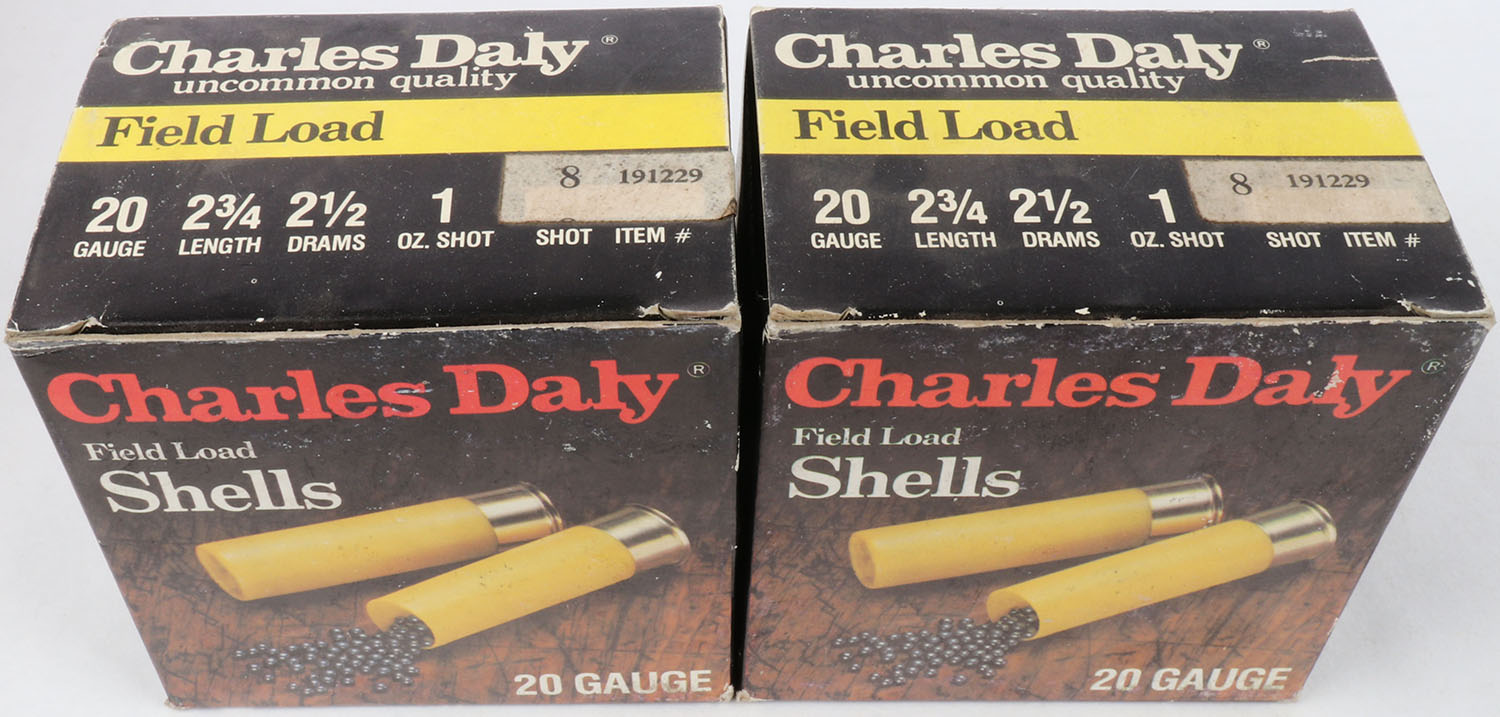 Charles Daly ®
uncommon quality
Field Load
8 191229
20 2¾ 2½ 1
GAUGE LENGTH DRAMS OZ. SHOT SHOT ITEM #
Charles Daly ®
Field Load
Shells
20 GAUGE
Charles Daly ®
uncommon quality
Field Load
8 191229
20 2¾ 2½ 1
GAUGE LENGTH DRAMS OZ. SHOT SHOT ITEM #
Charles Daly ®
Field Load
Shells
20 GAUGE